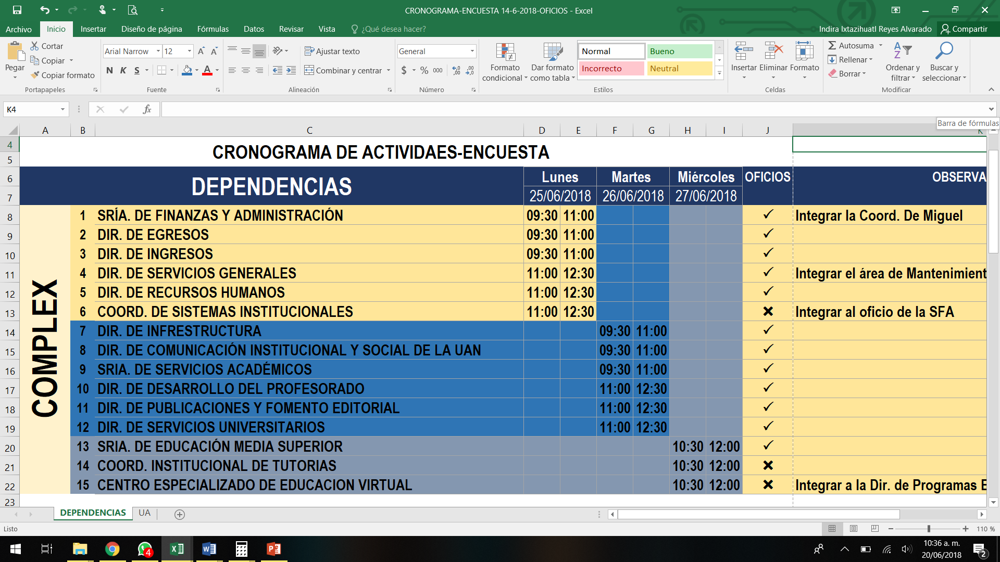 CRONOGRAMA-ENCUESTA 14-6-2018-OFICIOS - Excel
Archivo Inicio Insertar Diseño de página Fórmulas Datos Revisar Vista ¿Qué desea hacer? Indira Ixtazihuatl Reyes Alvarado Compartir
Pegar
Cortar
Copiar
Copiar formato
Portapapeles
Arial Narrow 12
N K S
Fuente
Ajustar texto
Combinar y centrar
Alineación
General
$ % 000
Número
Formato condicional
Dar formato como tabla
Normal Bueno
Incorrecto Neutral
Estilos
Insertar Eliminar Formato
Celdas
Autosuma
Rellenar
Borrar
Ordenar y filtrar
Buscar y seleccionar
Modificar
K4 fx
Barra de fórmulas
A B C D E F G H I J K
4
CRONOGRAMA DE ACTIVIDAES-ENCUESTA
5
6 DEPENDENCIAS Lunes Martes Miércoles OFICIOS OBSERVA
7 25/06/2018 26/06/2018 27/06/2018
COMPLEX
8 1 SRÍA. DE FINANZAS Y ADMINISTRACIÓN 09:30 11:00 ✓ Integrar la Coord. De Miguel
9 2 DIR. DE EGRESOS 09:30 11:00 ✓
10 3 DIR. DE INGRESOS 09:30 11:00 ✓
11 4 DIR. DE SERVICIOS GENERALES 11:00 12:30 ✓ Integrar el área de Mantenimient
12 5 DIR. DE RECURSOS HUMANOS 11:00 12:30 ✓
13 6 COORD. DE SISTEMAS INSTITUCIONALES 11:00 12:30 ✖ Integrar al oficio de la SFA
14 7 DIR. DE INFRESTRUCTURA 09:30 11:00 ✓
15 8 DIR. DE COMUNICACIÓN INSTITUCIONAL Y SOCIAL DE LA UAN 09:30 11:00 ✓
16 9 SRIA. DE SERVICIOS ACADÉMICOS 09:30 11:00 ✓
17 10 DIR. DE DESARROLLO DEL PROFESORADO 11:00 12:30 ✓
18 11 DIR. DE PUBLICACIONES Y FOMENTO EDITORIAL 11:00 12:30 ✓
19 12 DIR. DE SERVICIOS UNIVERSITARIOS 11:00 12:30 ✓
20 13 SRIA. DE EDUCACIÓN MEDIA SUPERIOR 10:30 12:00 ✓
21 14 COORD. INSTITUCIONAL DE TUTORIAS 10:30 12:00 ✖
22 15 CENTRO ESPECIALIZADO DE EDUCACION VIRTUAL 10:30 12:00 ✖ Integrar a la Dir. de Programas E
23
DEPENDENCIAS UA
Listo 110 %
4
10:36 a. m.
20/06/2018
2